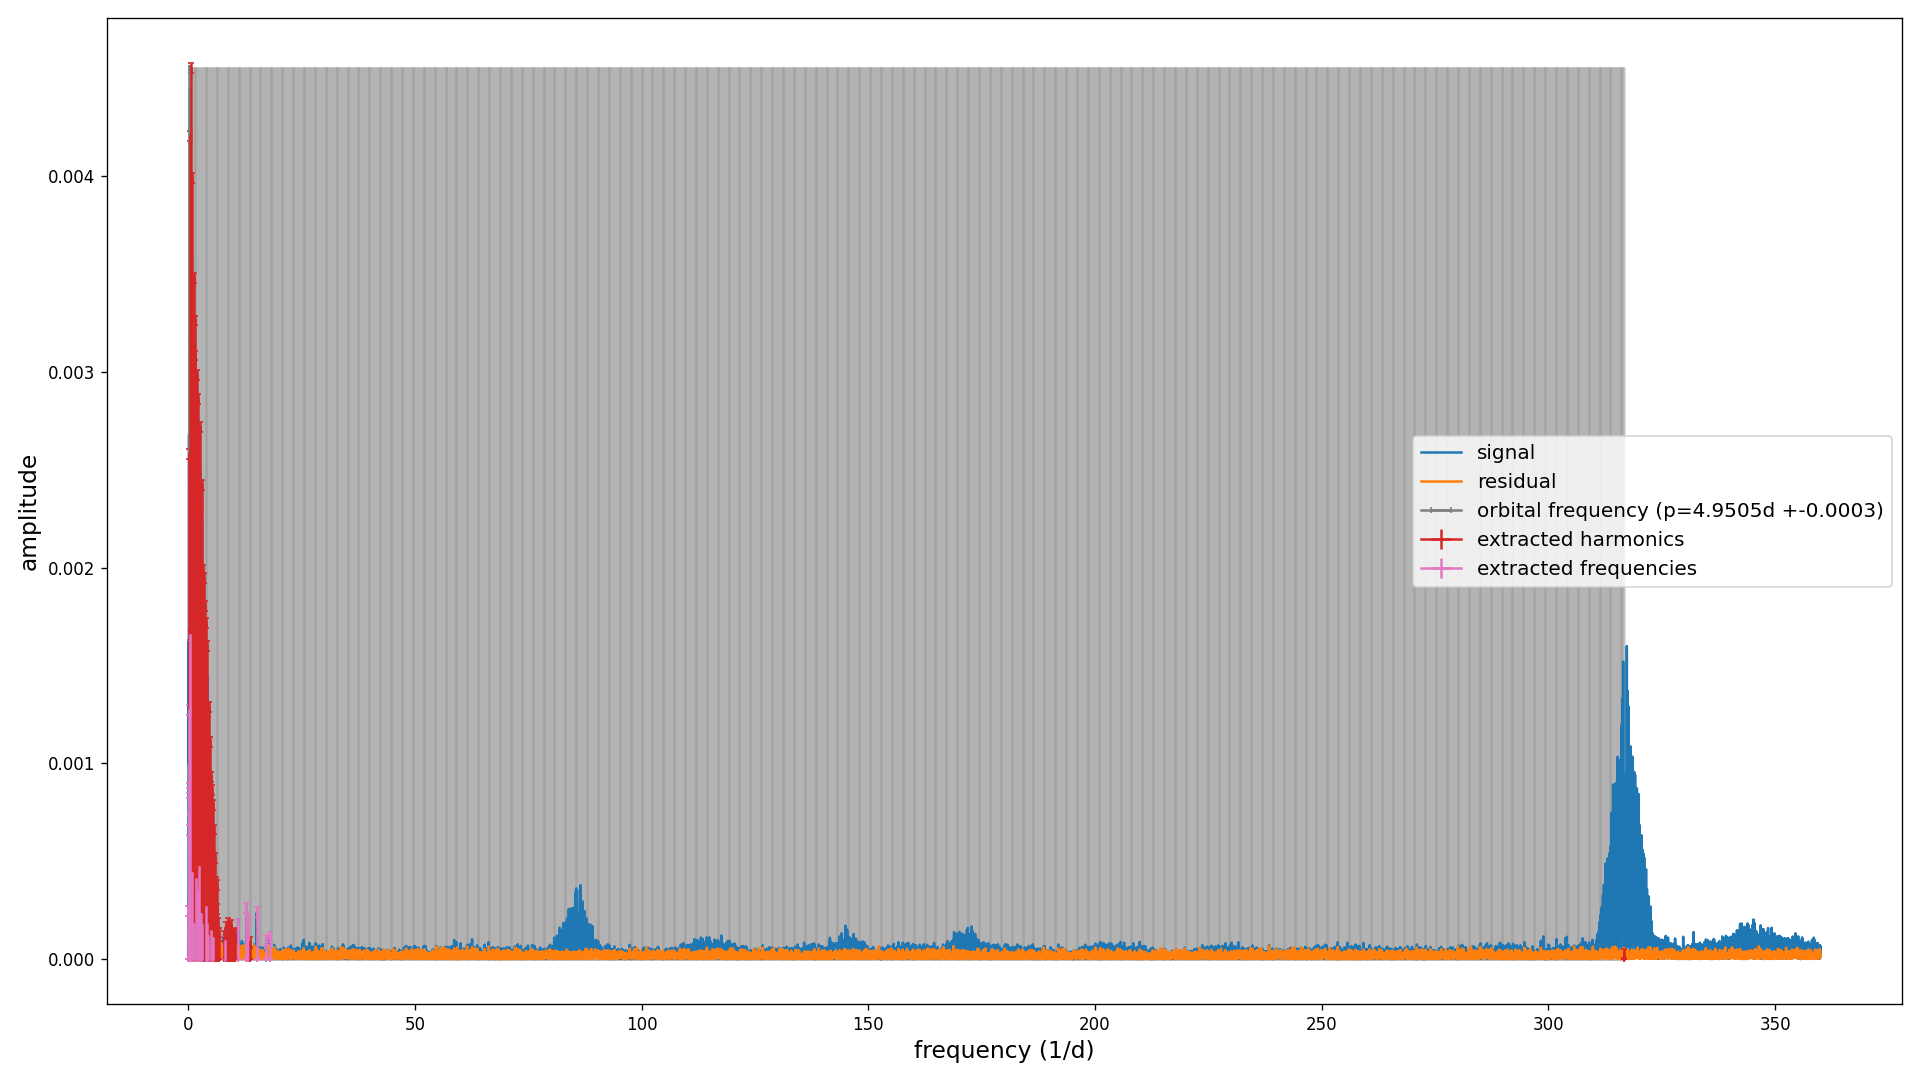 amplitude
0.004
0.003
0.002
0.001
0.000
signal
residual
orbital frequency (p=4.9505d +-0.0003)
extracted harmonics
extracted frequencies
0 50 100 150 200 250 300 350
frequency (1/d)